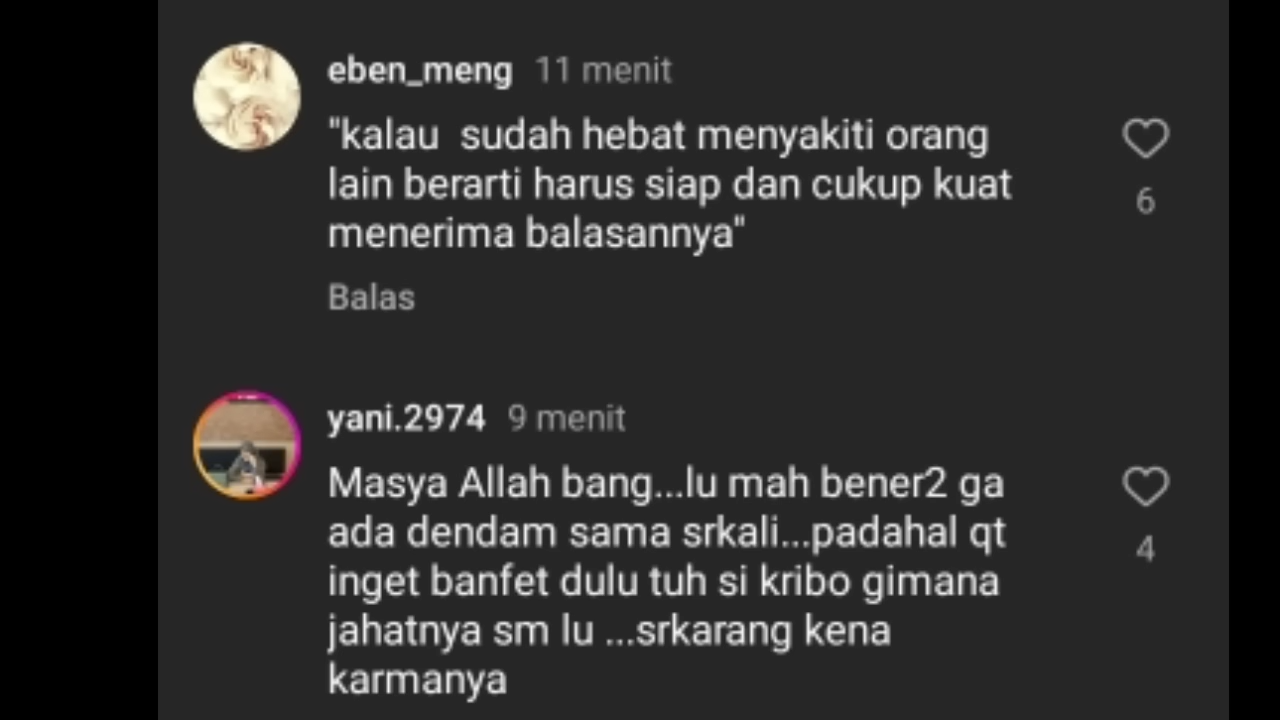 eben_meng 11 menit
"kalau  sudah hebat menyakiti orang
lain berarti harus siap dan cukup kuat
menerima balasannya"
6
Balas
yani.2974 9 menit
Masya Allah bang...lu mah bener2 ga
ada dendam sama srkali...padahal qt
inget banfet dulu tuh si kribo gimana
jahatnya sm lu ...srkarang kena
karmanya
4